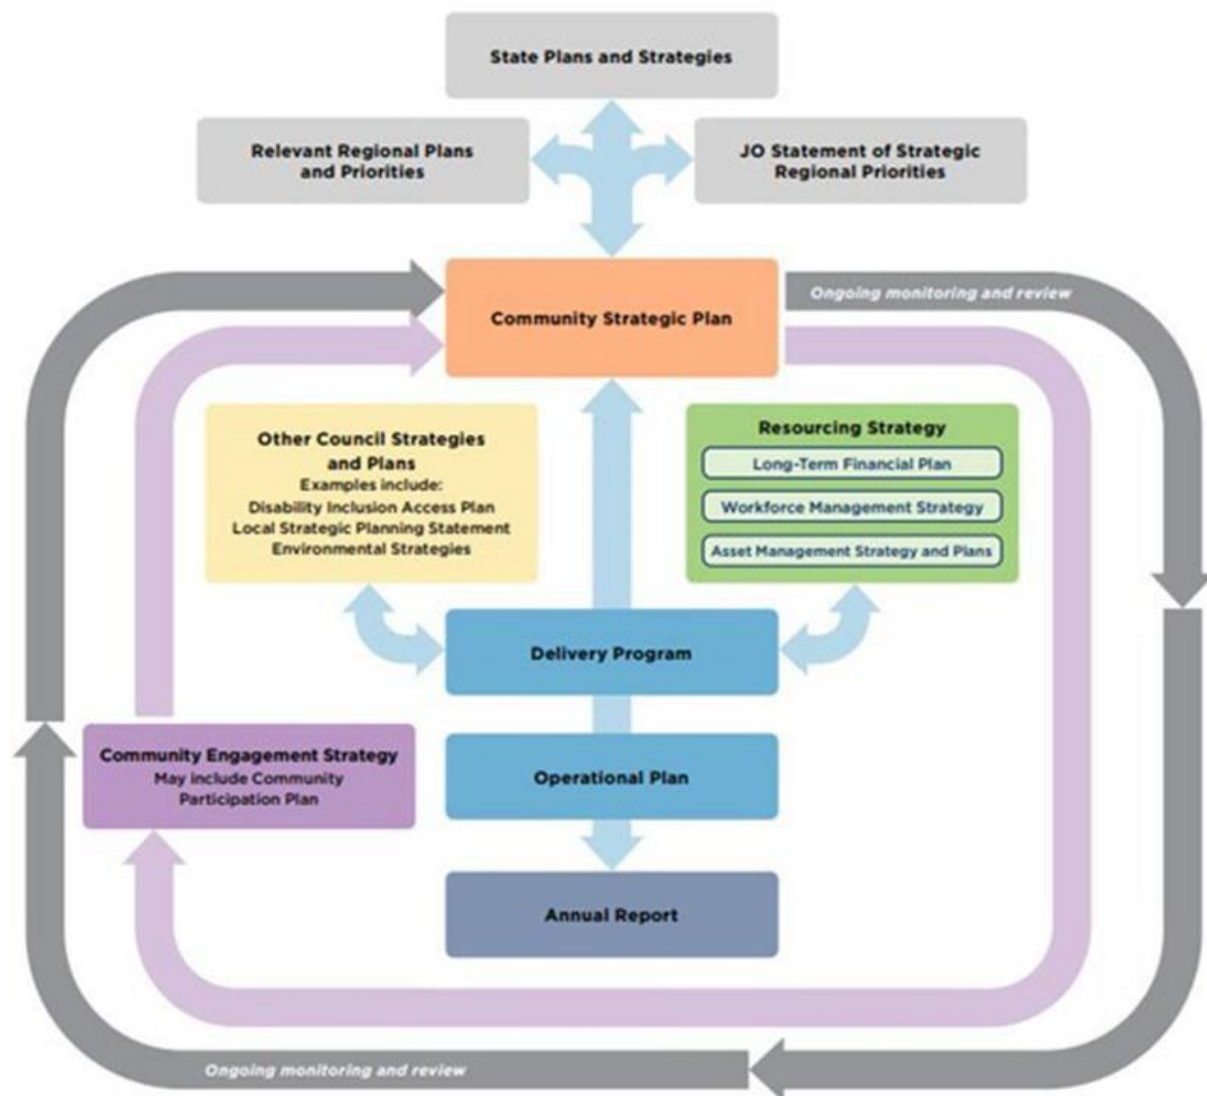 State Plans and Strategies
Relevant Regional Plans
and Priorities
JO Statement of Strategic
Regional Priorities
Community Strategic Plan
Ongoing monitoring and review
Other Council Strategies
and Plans
Examples include:
Disability Inclusion Access Plan
Local Strategic Planning Statement
Environmental Strategies
Resourcing Strategy
Long-Term Financial Plan
Workforce Management Strategy
Asset Management Strategy and Plans
Delivery Program
Community Engagement Strategy
May include Community
Participation Plan
Operational Plan
Annual Report
Ongoing monitoring and review